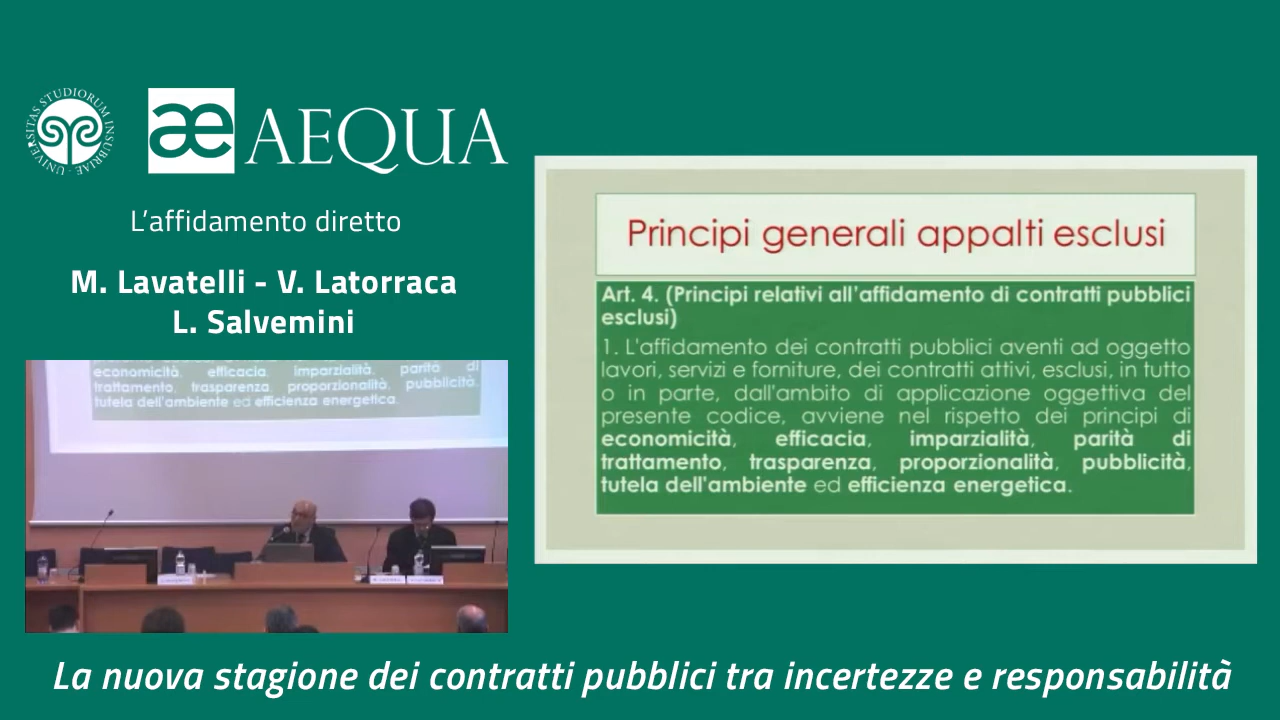 UNIVERSITAS STUDIORUM INSUBRIAE
æ AEQUA
L'affidamento diretto
M. Lavatelli - V. Latorraca
L. Salvemini
economicità, efficacia, imparzialità, parità di
trattamento, trasparenza, proporzionalità, pubblicità,
tutela dell'ambiente ed efficienza energetica.
Principi generali appalti esclusi
Art. 4. (Principi relativi all'affidamento di contratti pubblici
esclusi)
1. L'affidamento dei contratti pubblici aventi ad oggetto
lavori, servizi e forniture, dei contratti attivi, esclusi, in tutto
o in parte, dall'ambito di applicazione oggettiva del
presente codice, avviene nel rispetto dei principi di
economicità, efficacia, imparzialità, parità di
trattamento, trasparenza, proporzionalità, pubblicità,
tutela dell'ambiente ed efficienza energetica.
La nuova stagione dei contratti pubblici tra incertezze e responsabilità